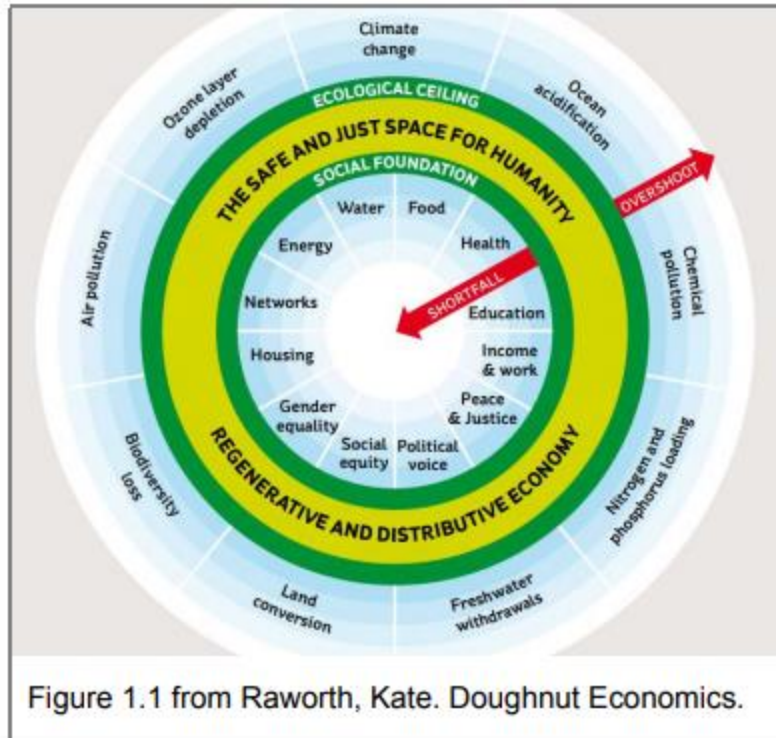 Climate
change
Ozone layer
depletion
Ocean
acidification
ECOLOGICAL CEILING
THE SAFE AND JUST SPACE FOR HUMANITY
SOCIAL FOUNDATION
OVERSHOOT
Water
Food
Energy
Health
SHORTFALL
Air pollution
Chemical
pollution
Networks
Education
Housing
Income
& work
Gender
equality
Peace
& Justice
Social
equity
Political
voice
REGENERATIVE AND DISTRIBUTIVE ECONOMY
Biodiversity
loss
Nitrogen and
phosphorus loading
Land
conversion
Freshwater
withdrawals
Figure 1.1 from Raworth, Kate. Doughnut Economics.